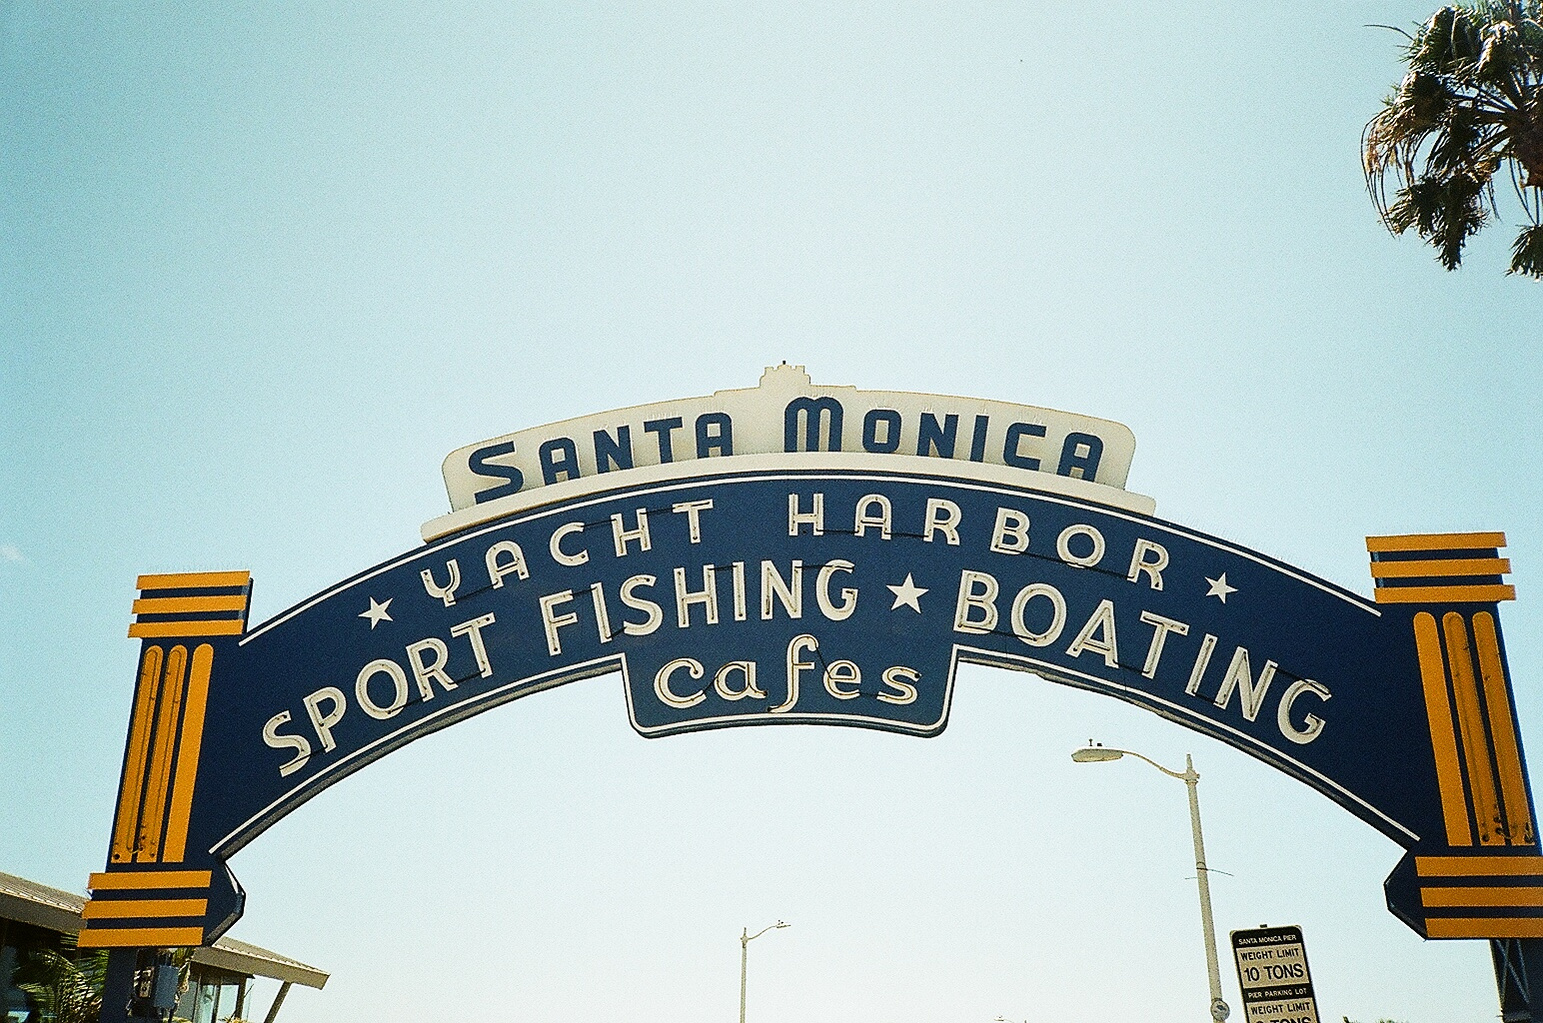 SANTA MONICA
YACHT HARBOR
SPORT FISHING ★ BOATING
cafes
SANTA MONICA PIER
WEIGHT LIMIT
10 TONS
PIER PARKING LOT
WEIGHT LIMIT
TONS